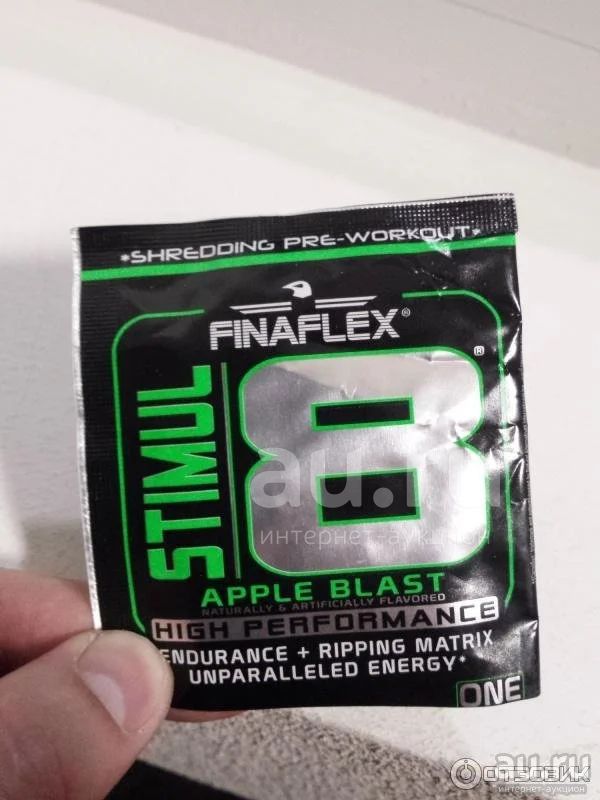 *SHREDDING PRE-WORKOUT*
FINAFLEX®
STIMUL
8®
APPLE BLAST
NATURALLY & ARTIFICIALLY FLAVORED
HIGH PERFORMANCE
ENDURANCE + RIPPING MATRIX
UNPARALLELED ENERGY*
ONE
au.ru
интернет-аукцион
au.ru
интернет-аукцион
ОТЗОВИК